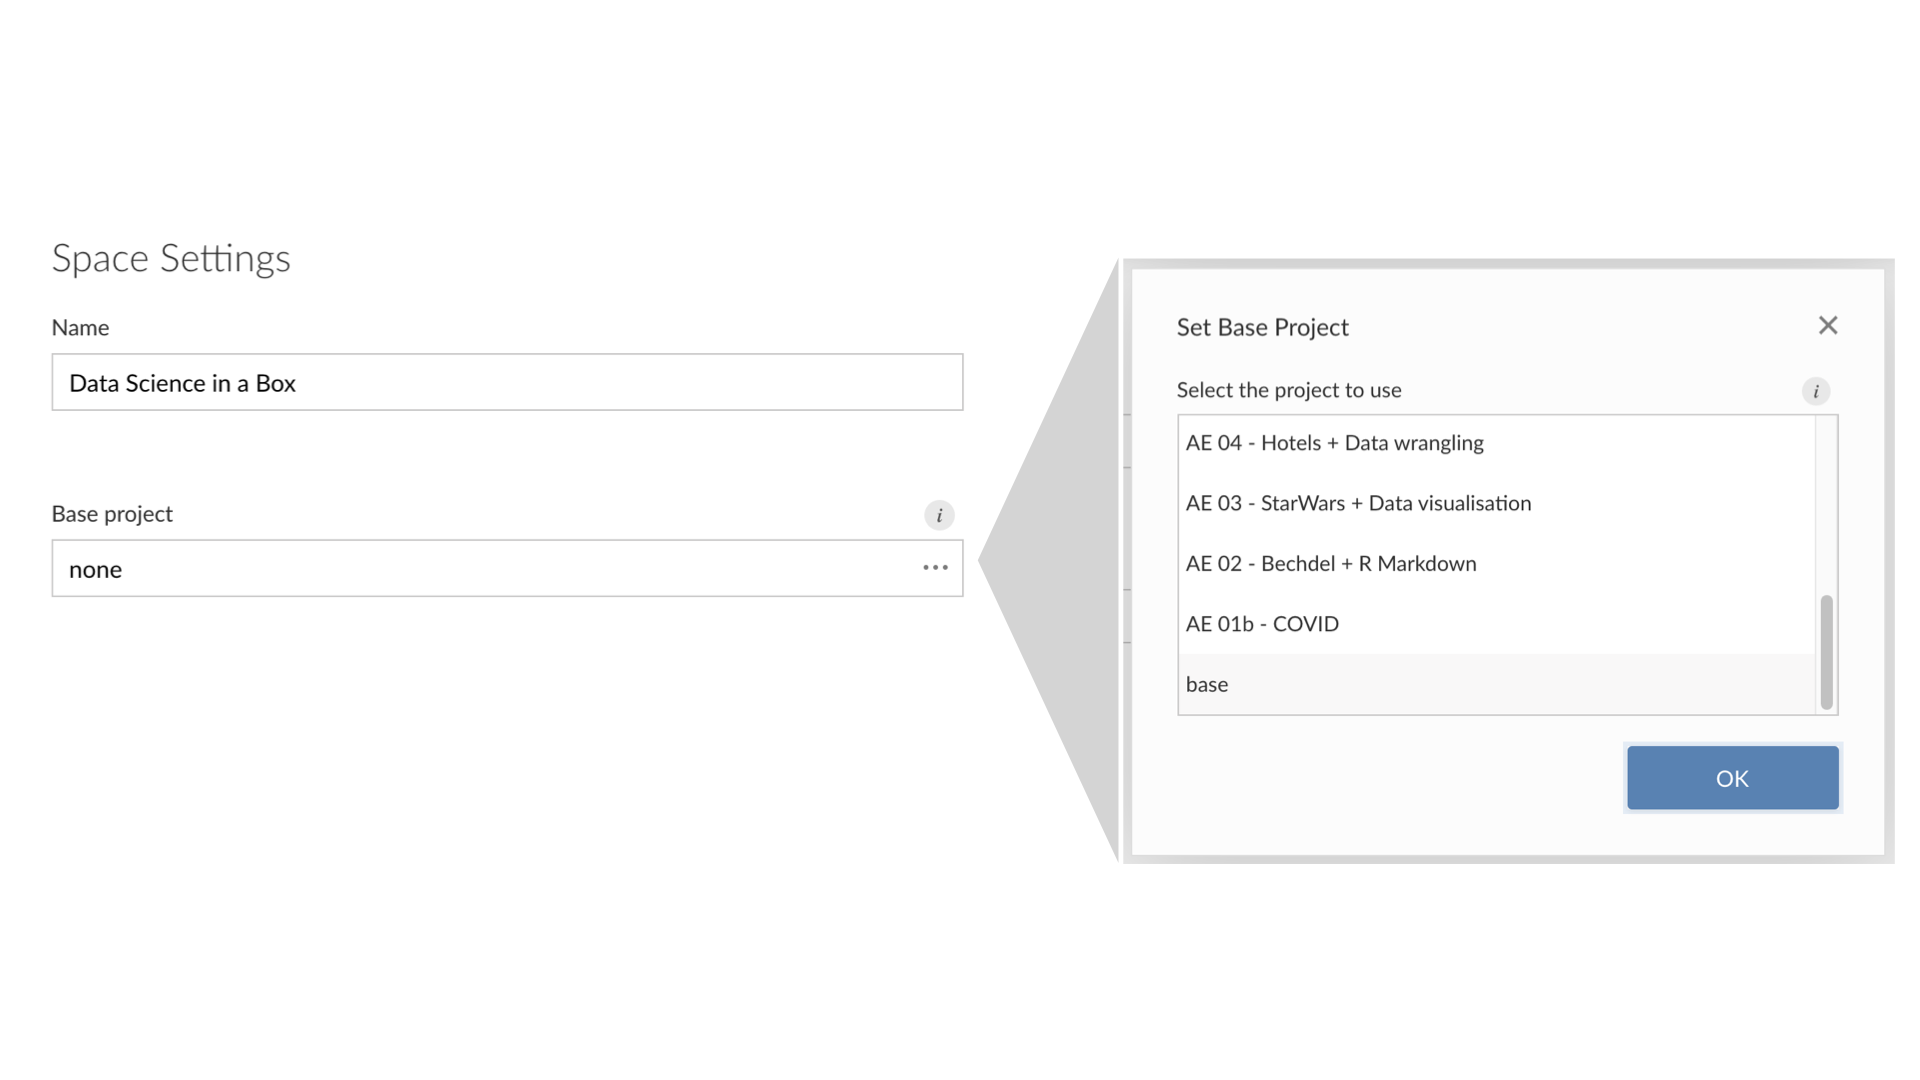 Space Settings
Name
Data Science in a Box
Base project
i
none
Set Base Project
Select the project to use
i
AE 04 - Hotels + Data wrangling
AE 03 - StarWars + Data visualisation
AE 02 - Bechdel + R Markdown
AE 01b - COVID
base
OK